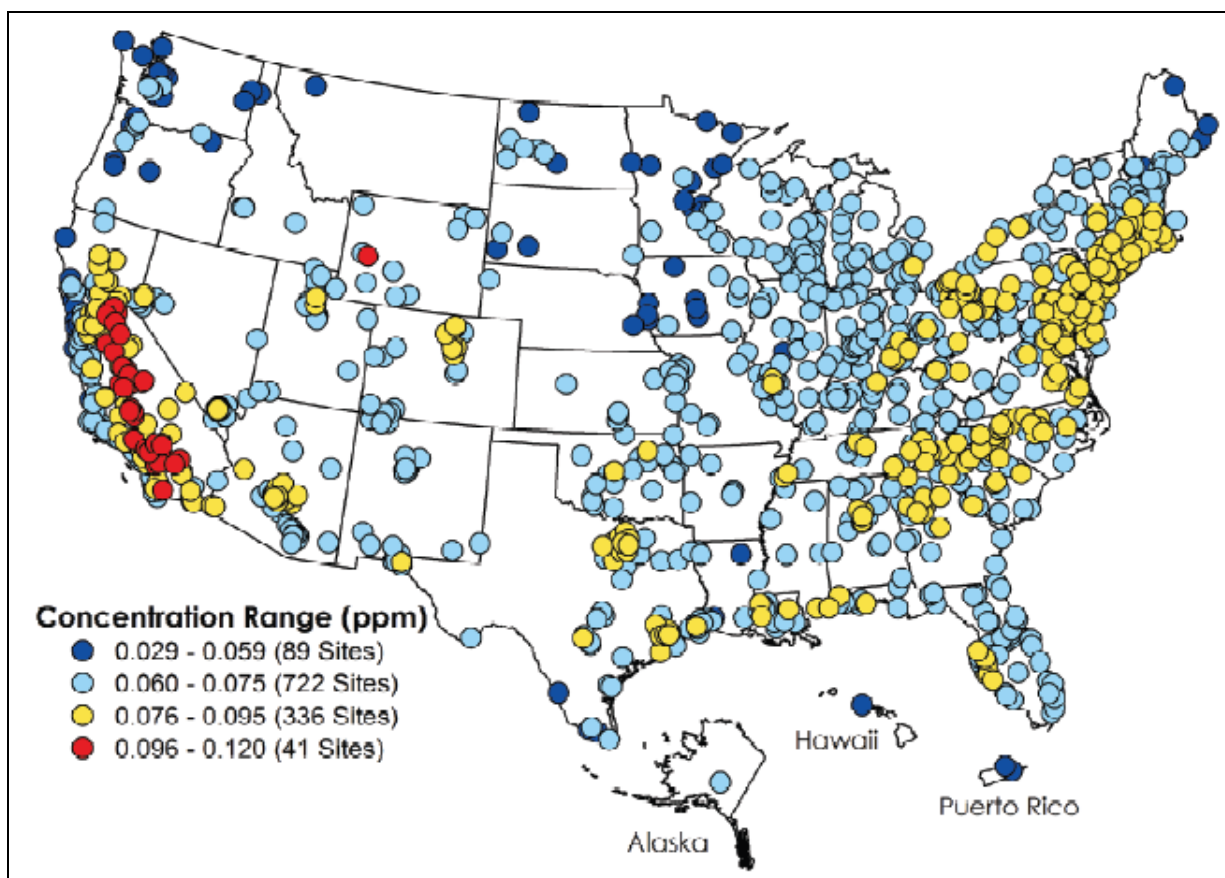 Concentration Range (ppm)
0.029 - 0.059 (89 Sites)
0.060 - 0.075 (722 Sites)
0.076 - 0.095 (336 Sites)
0.096 - 0.120 (41 Sites)
Hawaii
Puerto Rico
Alaska